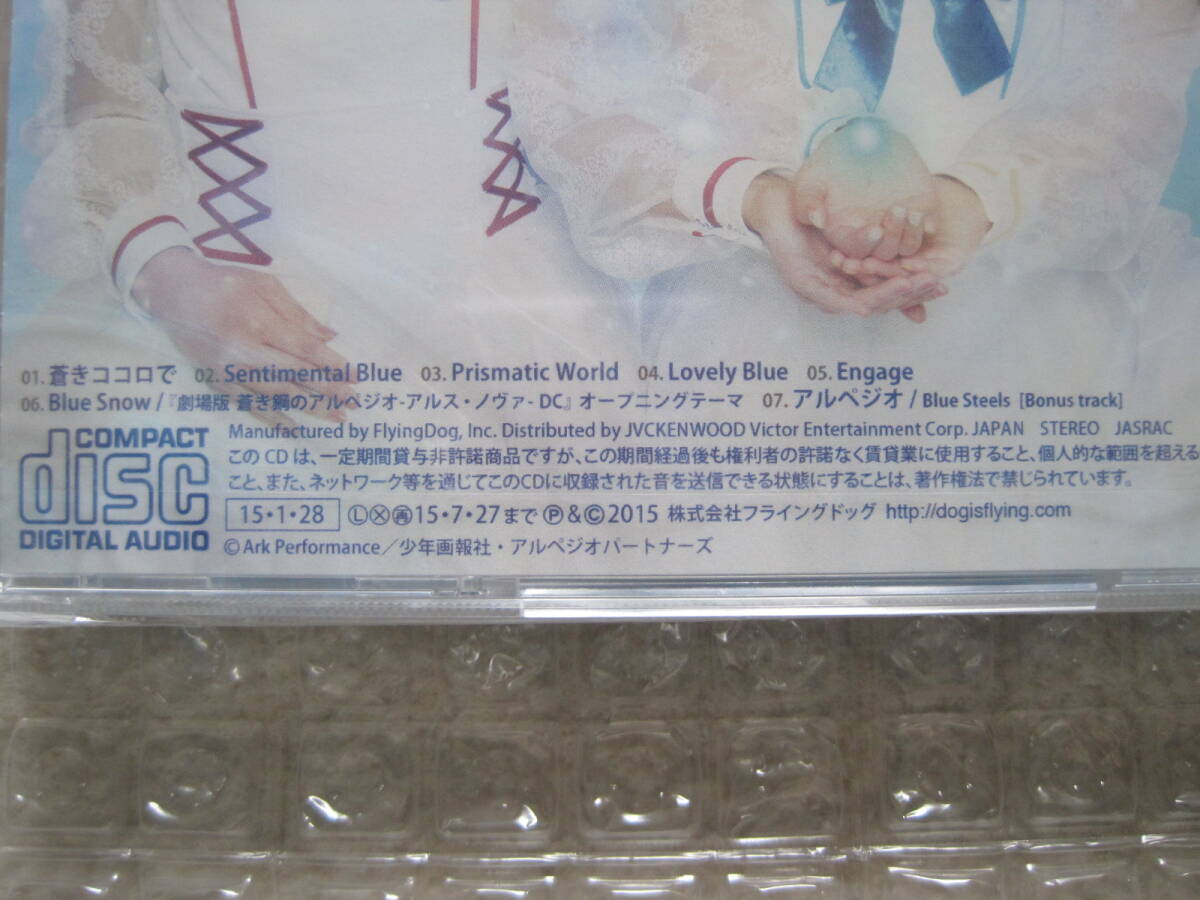 01. 蒼きココロで 02. Sentimental Blue 03. Prismatic World 04. Lovely Blue 05. Engage
06. Blue Snow /『劇場版 蒼き鋼のアルペジオ-アルス・ノヴァ- DC』オープニングテーマ 07. アルペジオ / Blue Steels [Bonus track]
COMPACT
disc
DIGITAL AUDIO
Manufactured by FlyingDog, Inc. Distributed by JVCKENWOOD Victor Entertainment Corp. JAPAN STEREO JASRAC
このCDは、一定期間貸与非許諾商品ですが、この期間経過後も権利者の許諾なく賃貸業に使用すること、個人的な範囲を超える
こと、また、ネットワーク等を通じてこのCDに収録された音を送信できる状態にすることは、著作権法で禁じられています。
15・1・28 Ⓛ Ⓧ ㊢15・7・27まで Ⓟ&©2015 株式会社フライングドッグ http://dogisflying.com
©Ark Performance／少年画報社・アルペジオパートナーズ